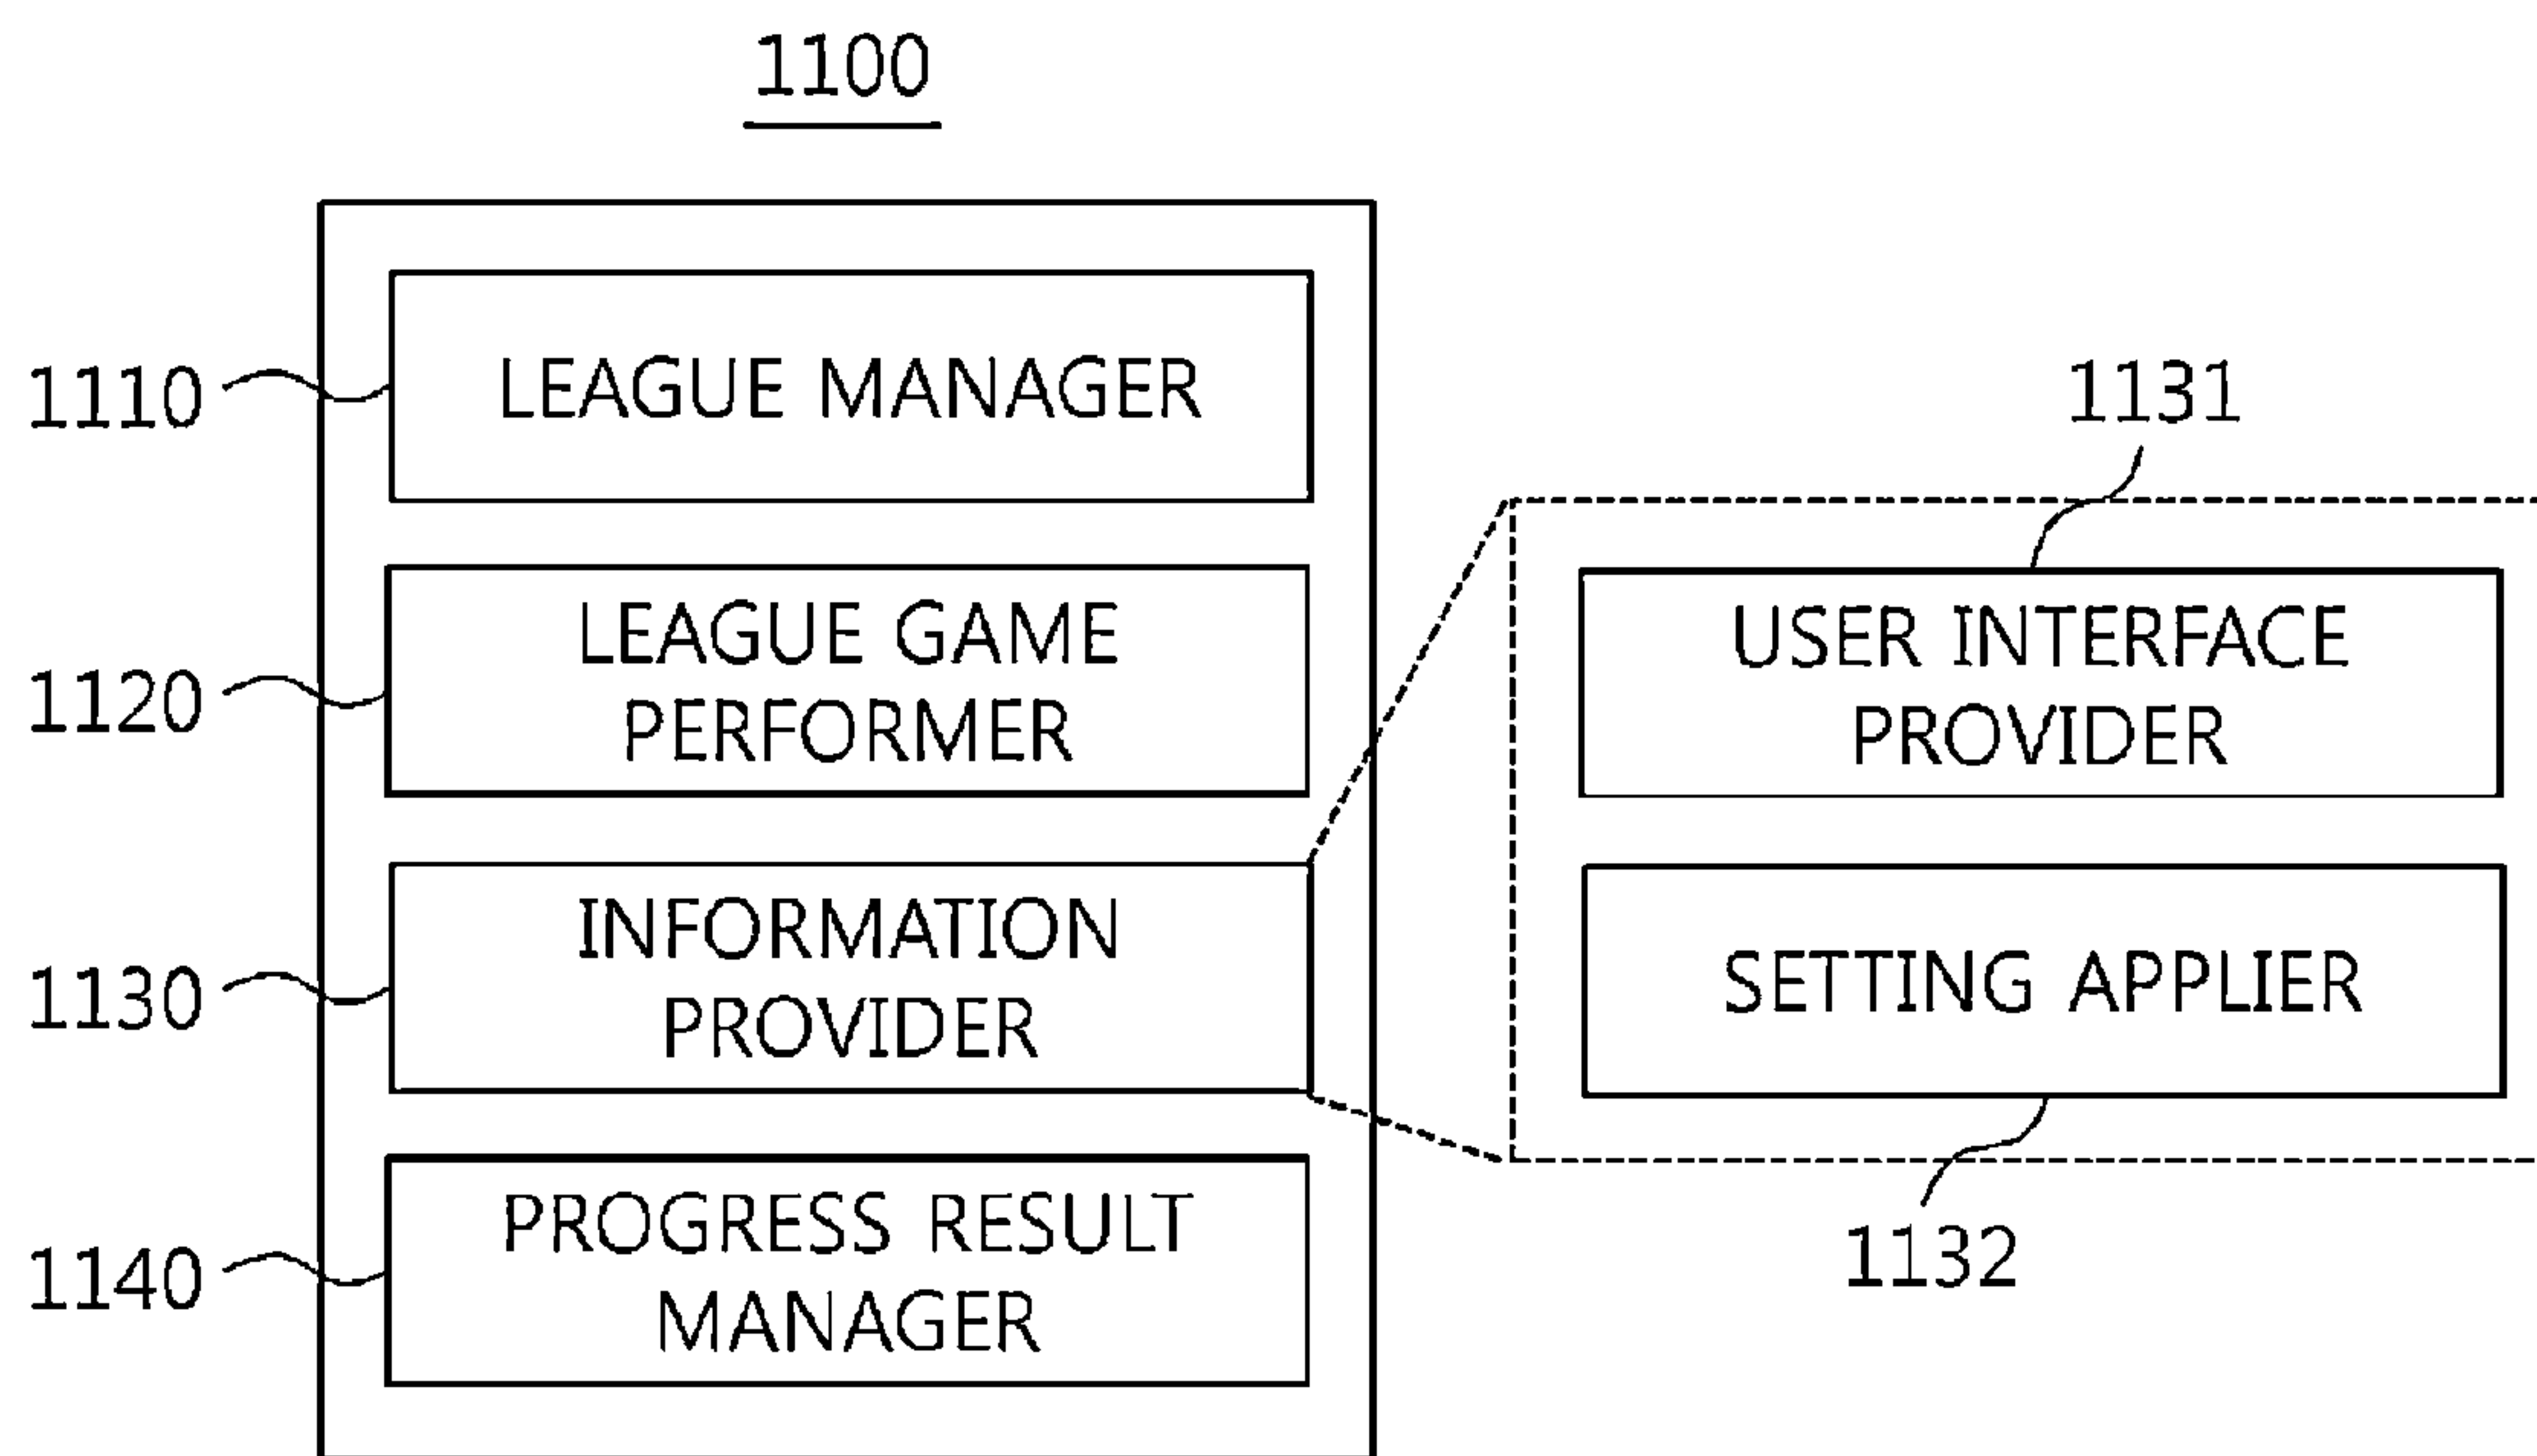 1100
1110
LEAGUE MANAGER
1120
LEAGUE GAME
PERFORMER
1130
INFORMATION
PROVIDER
1140
PROGRESS RESULT
MANAGER
1131
USER INTERFACE
PROVIDER
SETTING APPLIER
1132